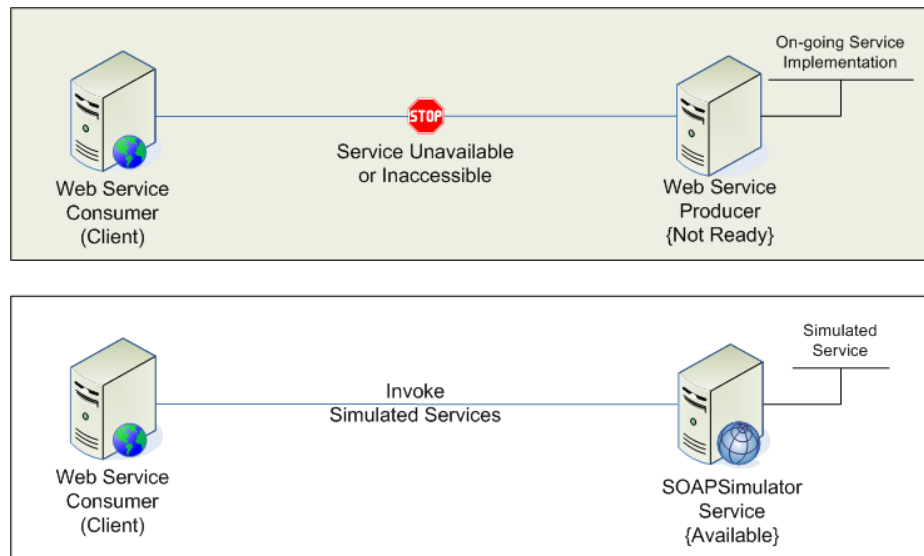 On-going Service
Implementation
STOP
Service Unavailable
or Inaccessible
Web Service
Consumer
(Client)
Web Service
Producer
{Not Ready}
Simulated
Service
Invoke
Simulated Services
Web Service
Consumer
(Client)
SOAPSimulator
Service
{Available}